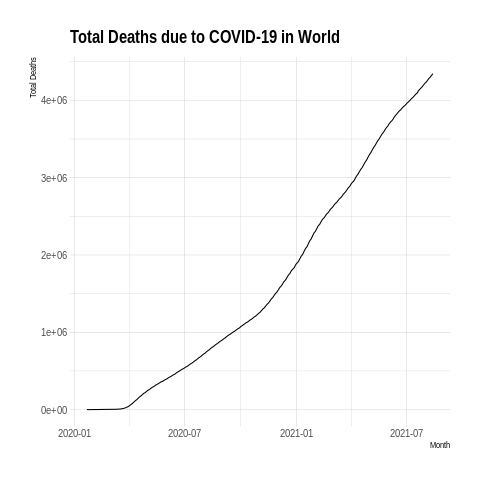 Total Deaths due to COVID-19 in World
Total Deaths
4e+06
3e+06
2e+06
1e+06
0e+00
2020-01 2020-07 2021-01 2021-07
Month